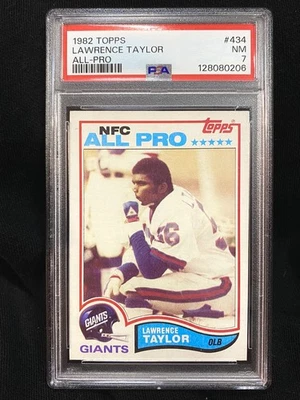 1982 TOPPS #434
LAWRENCE TAYLOR NM
ALL-PRO PSA 7
128080206
NFC
ALL PRO
Topps
★★★★★
GIANTS
LAWRENCE
TAYLOR
OLB
GIANTS